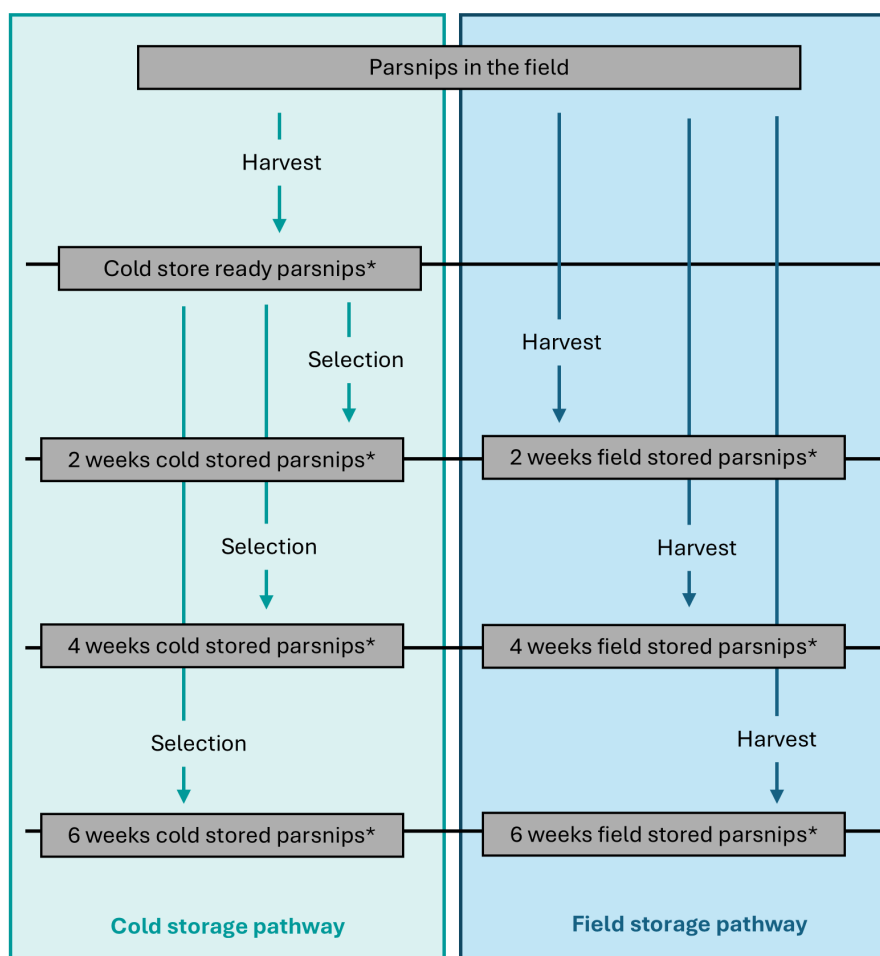 Parsnips in the field
Harvest
Cold store ready parsnips*
Harvest
Selection
2 weeks cold stored parsnips*
2 weeks field stored parsnips*
Selection
Harvest
4 weeks cold stored parsnips*
4 weeks field stored parsnips*
Selection
Harvest
6 weeks cold stored parsnips*
6 weeks field stored parsnips*
Cold storage pathway
Field storage pathway